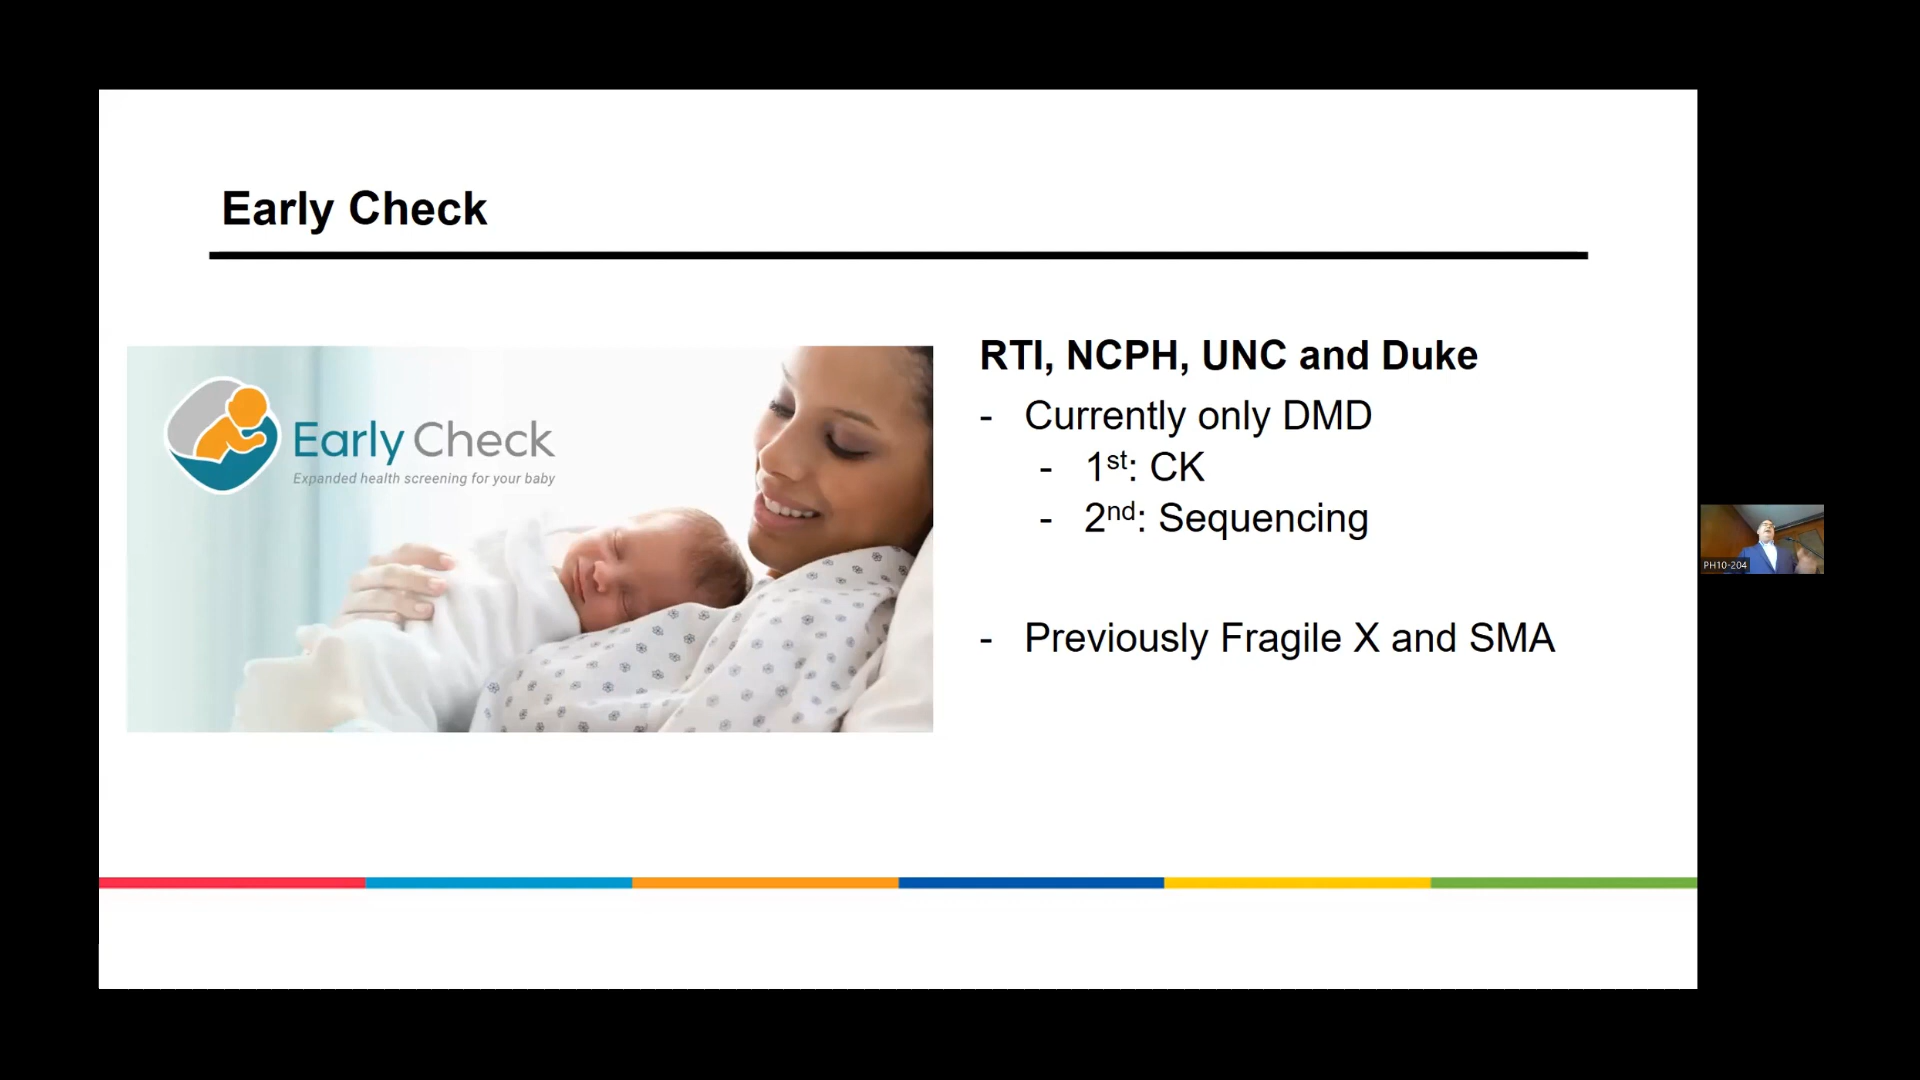 Early Check
Early Check
Expanded health screening for your baby
RTI, NCPH, UNC and Duke
- Currently only DMD
- 1st: CK
- 2nd: Sequencing
- Previously Fragile X and SMA
PH10-204